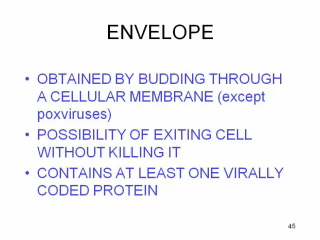 ENVELOPE
• OBTAINED BY BUDDING THROUGH
A CELLULAR MEMBRANE (except
poxviruses)
• POSSIBILITY OF EXITING CELL
WITHOUT KILLING IT
• CONTAINS AT LEAST ONE VIRALLY
CODED PROTEIN
45